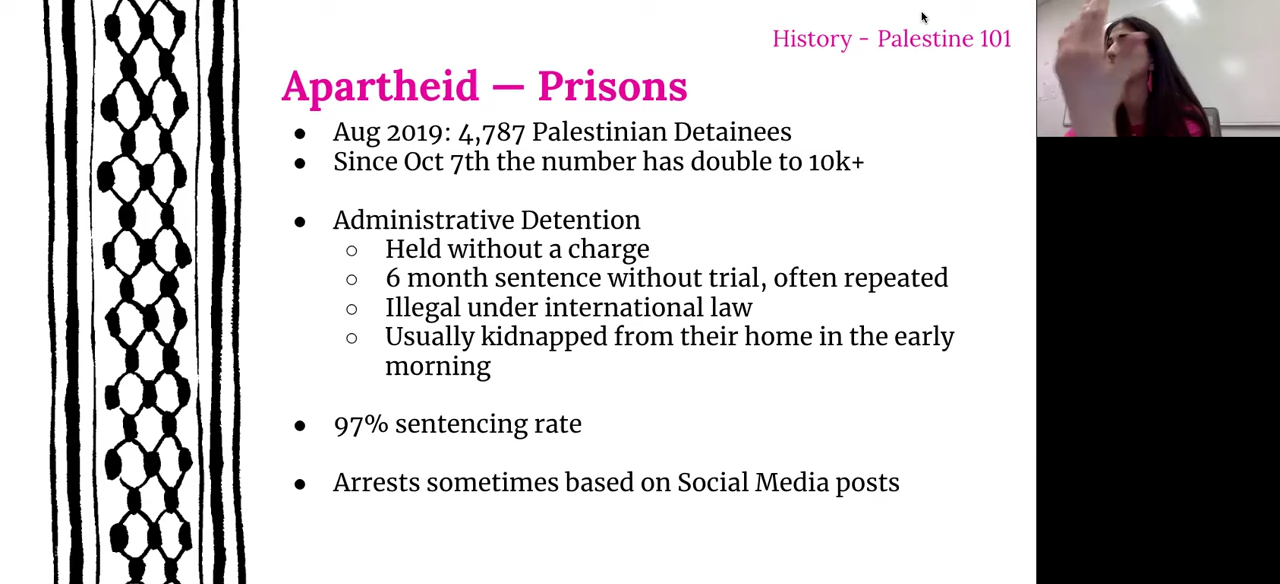 History - Palestine 101
Apartheid — Prisons
● Aug 2019: 4,787 Palestinian Detainees
● Since Oct 7th the number has double to 10k+
● Administrative Detention
○ Held without a charge
○ 6 month sentence without trial, often repeated
○ Illegal under international law
○ Usually kidnapped from their home in the early
morning
● 97% sentencing rate
● Arrests sometimes based on Social Media posts